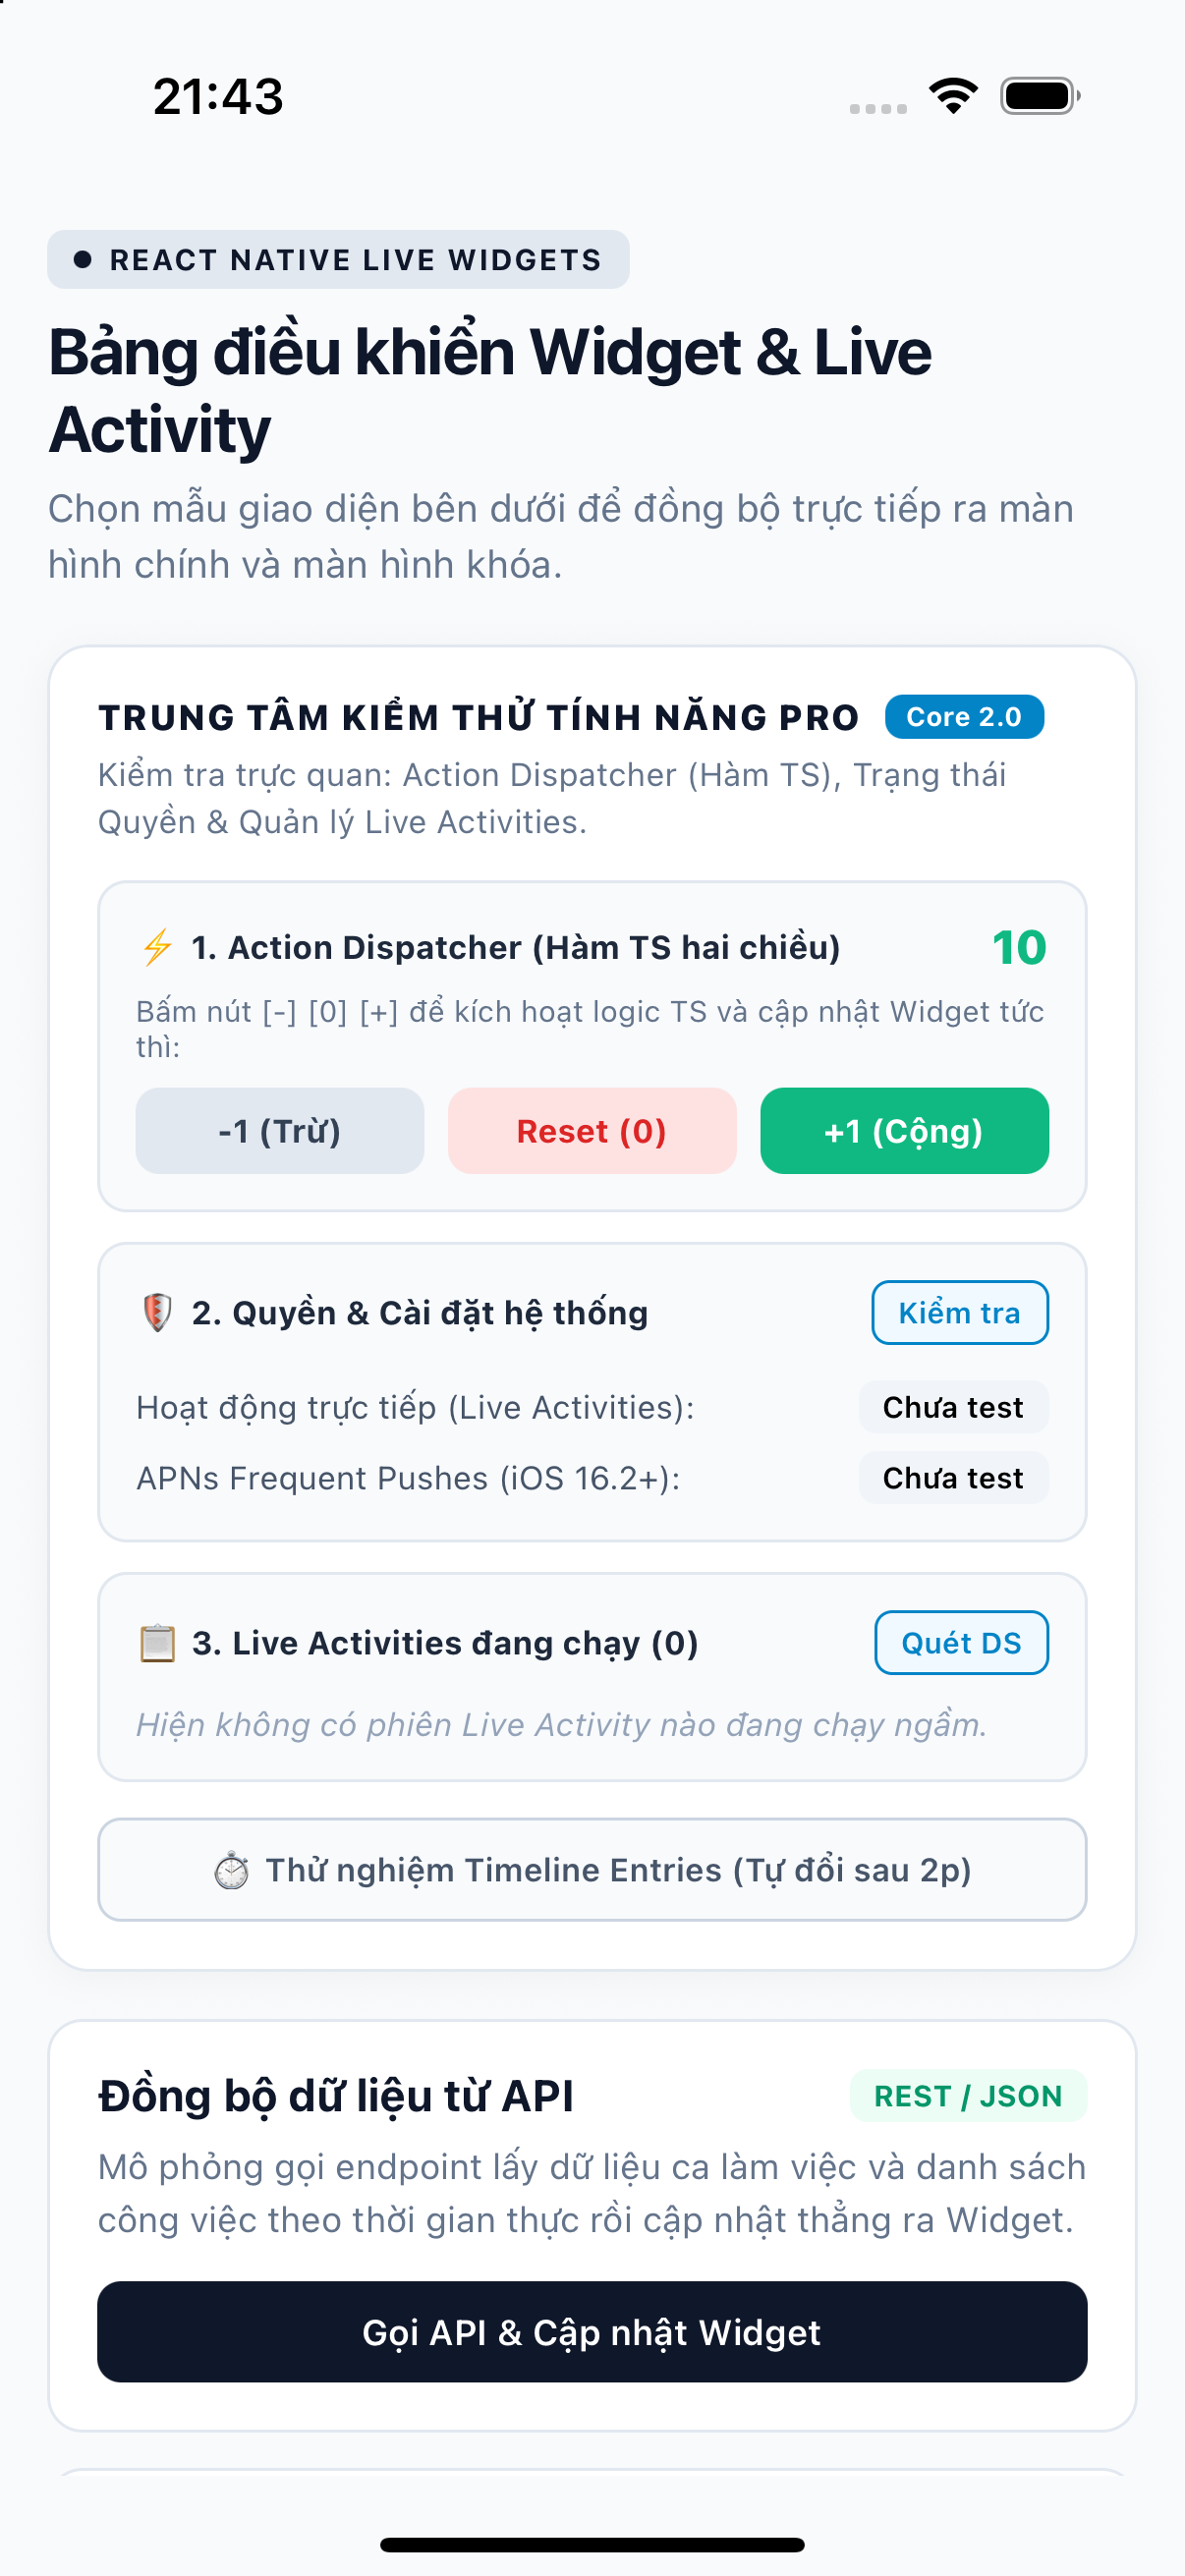 21:43
REACT NATIVE LIVE WIDGETS
Bảng điều khiển Widget & Live
Activity
Chọn mẫu giao diện bên dưới để đồng bộ trực tiếp ra màn
hình chính và màn hình khóa.
TRUNG TÂM KIỂM THỬ TÍNH NĂNG PRO
Core 2.0
Kiểm tra trực quan: Action Dispatcher (Hàm TS), Trạng thái
Quyền & Quản lý Live Activities.
⚡ 1. Action Dispatcher (Hàm TS hai chiều)
10
Bấm nút [-] [0] [+] để kích hoạt logic TS và cập nhật Widget tức
thì:
-1 (Trừ)
Reset (0)
+1 (Cộng)
🛡️ 2. Quyền & Cài đặt hệ thống
Kiểm tra
Hoạt động trực tiếp (Live Activities):
Chưa test
APNs Frequent Pushes (iOS 16.2+):
Chưa test
📋 3. Live Activities đang chạy (0)
Quét DS
Hiện không có phiên Live Activity nào đang chạy ngầm.
⏱️ Thử nghiệm Timeline Entries (Tự đổi sau 2p)
Đồng bộ dữ liệu từ API
REST / JSON
Mô phỏng gọi endpoint lấy dữ liệu ca làm việc và danh sách
công việc theo thời gian thực rồi cập nhật thẳng ra Widget.
Gọi API & Cập nhật Widget